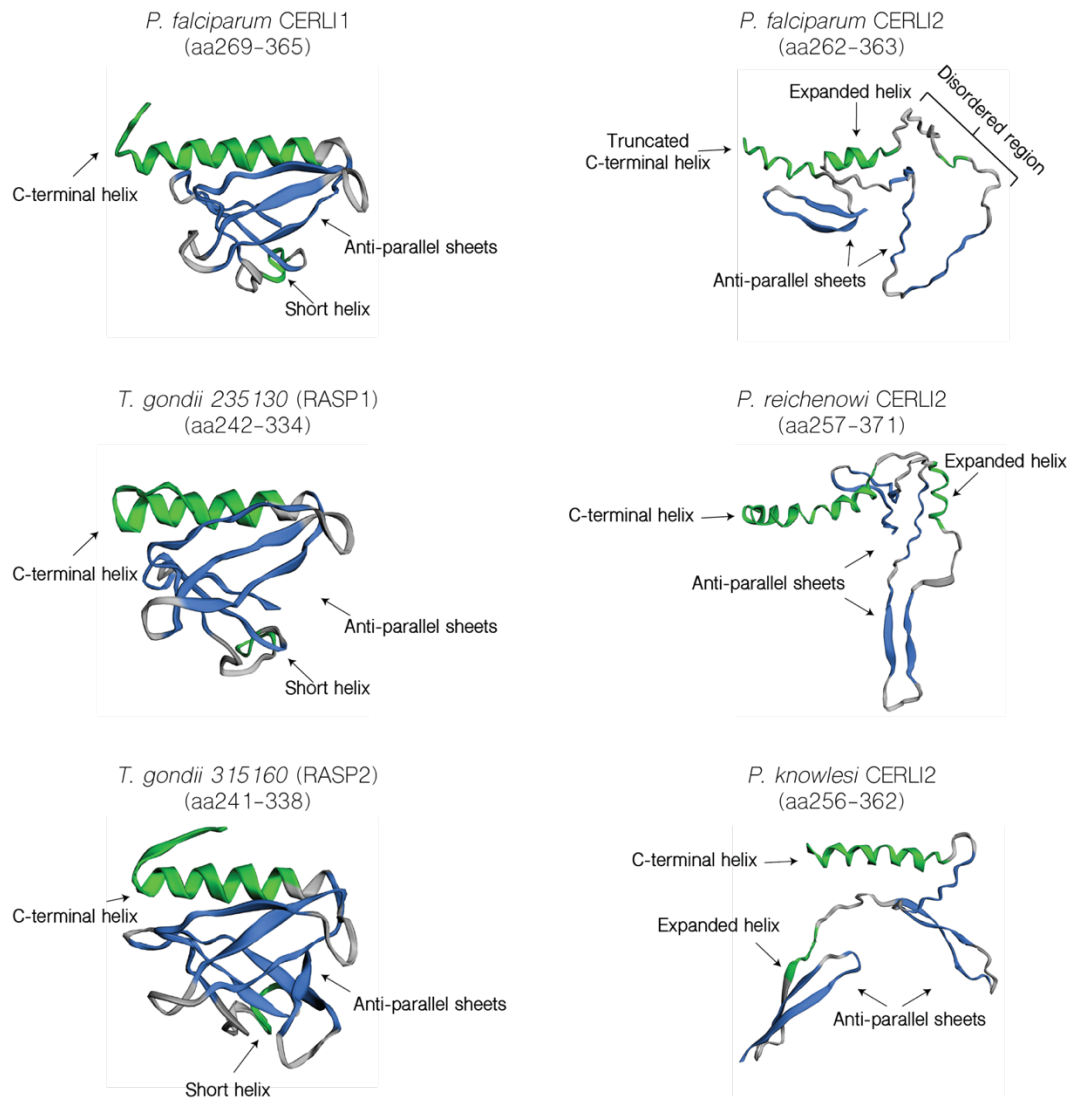 P. falciparum CERLI1
(aa269-365)
C-terminal helix
Anti-parallel sheets
Short helix
P. falciparum CERLI2
(aa262-363)
Expanded helix
Disordered region
Truncated
C-terminal helix
Anti-parallel sheets
T. gondii 235130 (RASP1)
(aa242-334)
C-terminal helix
Anti-parallel sheets
Short helix
P. reichenowi CERLI2
(aa257-371)
Expanded helix
C-terminal helix
Anti-parallel sheets
T. gondii 315160 (RASP2)
(aa241-338)
C-terminal helix
Anti-parallel sheets
Short helix
P. knowlesi CERLI2
(aa256-362)
C-terminal helix
Expanded helix
Anti-parallel sheets